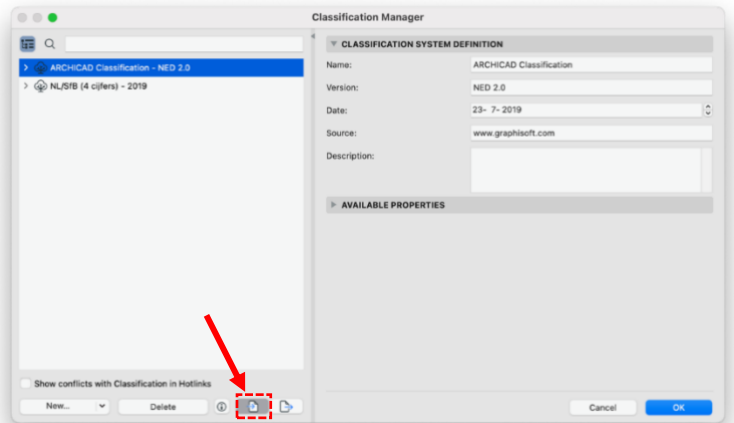 Classification Manager
ARCHICAD Classification - NED 2.0
NL/SfB (4 cijfers) - 2019
Show conflicts with Classification in Hotlinks
New...
Delete
CLASSIFICATION SYSTEM DEFINITION
Name: ARCHICAD Classification
Version: NED 2.0
Date: 23- 7- 2019
Source: www.graphisoft.com
Description:
AVAILABLE PROPERTIES
Cancel
OK